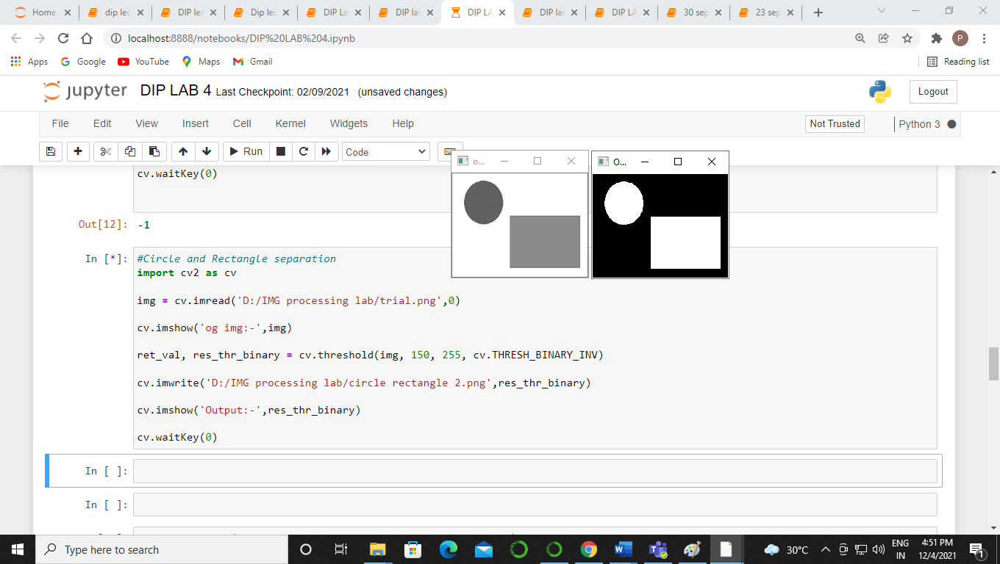 Home
dip lec
DIP lec
Dip lec
DIP La
DIP lal
DIP LA
DIP lal
DIP LA
30 sep
23 sep
localhost:8888/notebooks/DIP%20LAB%204.ipynb
P
Apps
Google
YouTube
Maps
Gmail
Reading list
jupyter
DIP LAB 4 Last Checkpoint: 02/09/2021 (unsaved changes)
Logout
File Edit View Insert Cell Kernel Widgets Help
Not Trusted
Python 3
Run
Code
o...
O...
cv.waitKey(0)
Out[12]: -1
In [*]: #Circle and Rectangle separation
import cv2 as cv
img = cv.imread('D:/IMG processing lab/trial.png',0)
cv.imshow('og img:-',img)
ret_val, res_thr_binary = cv.threshold(img, 150, 255, cv.THRESH_BINARY_INV)
cv.imwrite('D:/IMG processing lab/circle rectangle 2.png',res_thr_binary)
cv.imshow('Output:-',res_thr_binary)
cv.waitKey(0)
In [ ]:
In [ ]:
Type here to search
30°C
ENG
IN
4:51 PM
12/4/2021
1